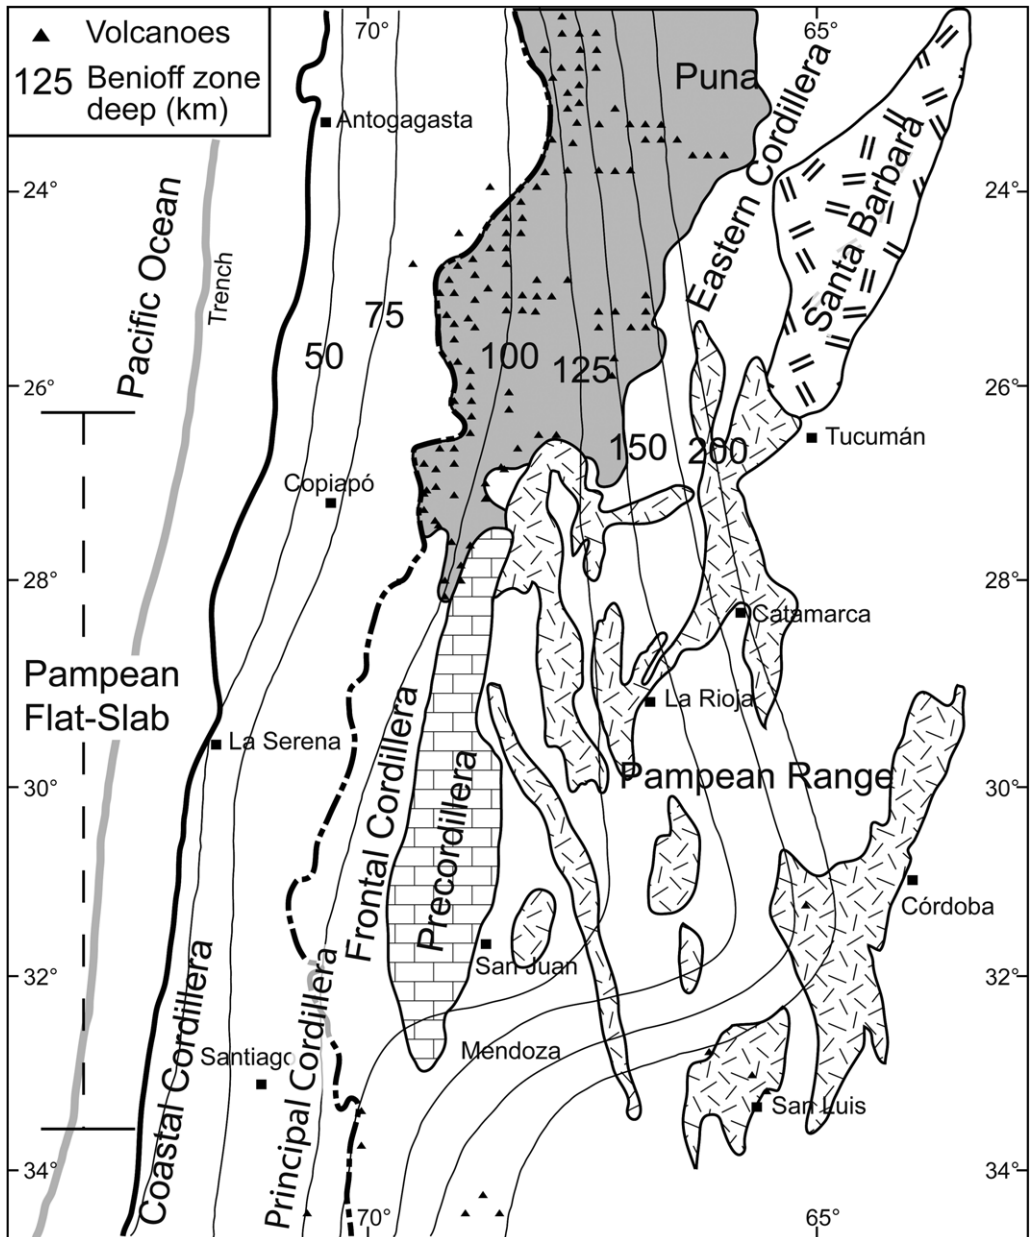 Volcanoes
125 Benioff zone
deep (km)
70°
65°
Puna
Antogagasta
Eastern Cordillera
Santa Barbara
24°
24°
Pacific Ocean
Trench
75
50
100
125
26°
26°
150
200
Tucumán
Copiapó
28°
28°
Catamarca
Pampean
Flat-Slab
La Rioja
La Serena
Frontal Cordillera
Precordillera
Pampean Range
30°
30°
Córdoba
San Juan
32°
32°
Coastal Cordillera
Principal Cordillera
Santiago
Mendoza
San Luis
34°
34°
70°
65°